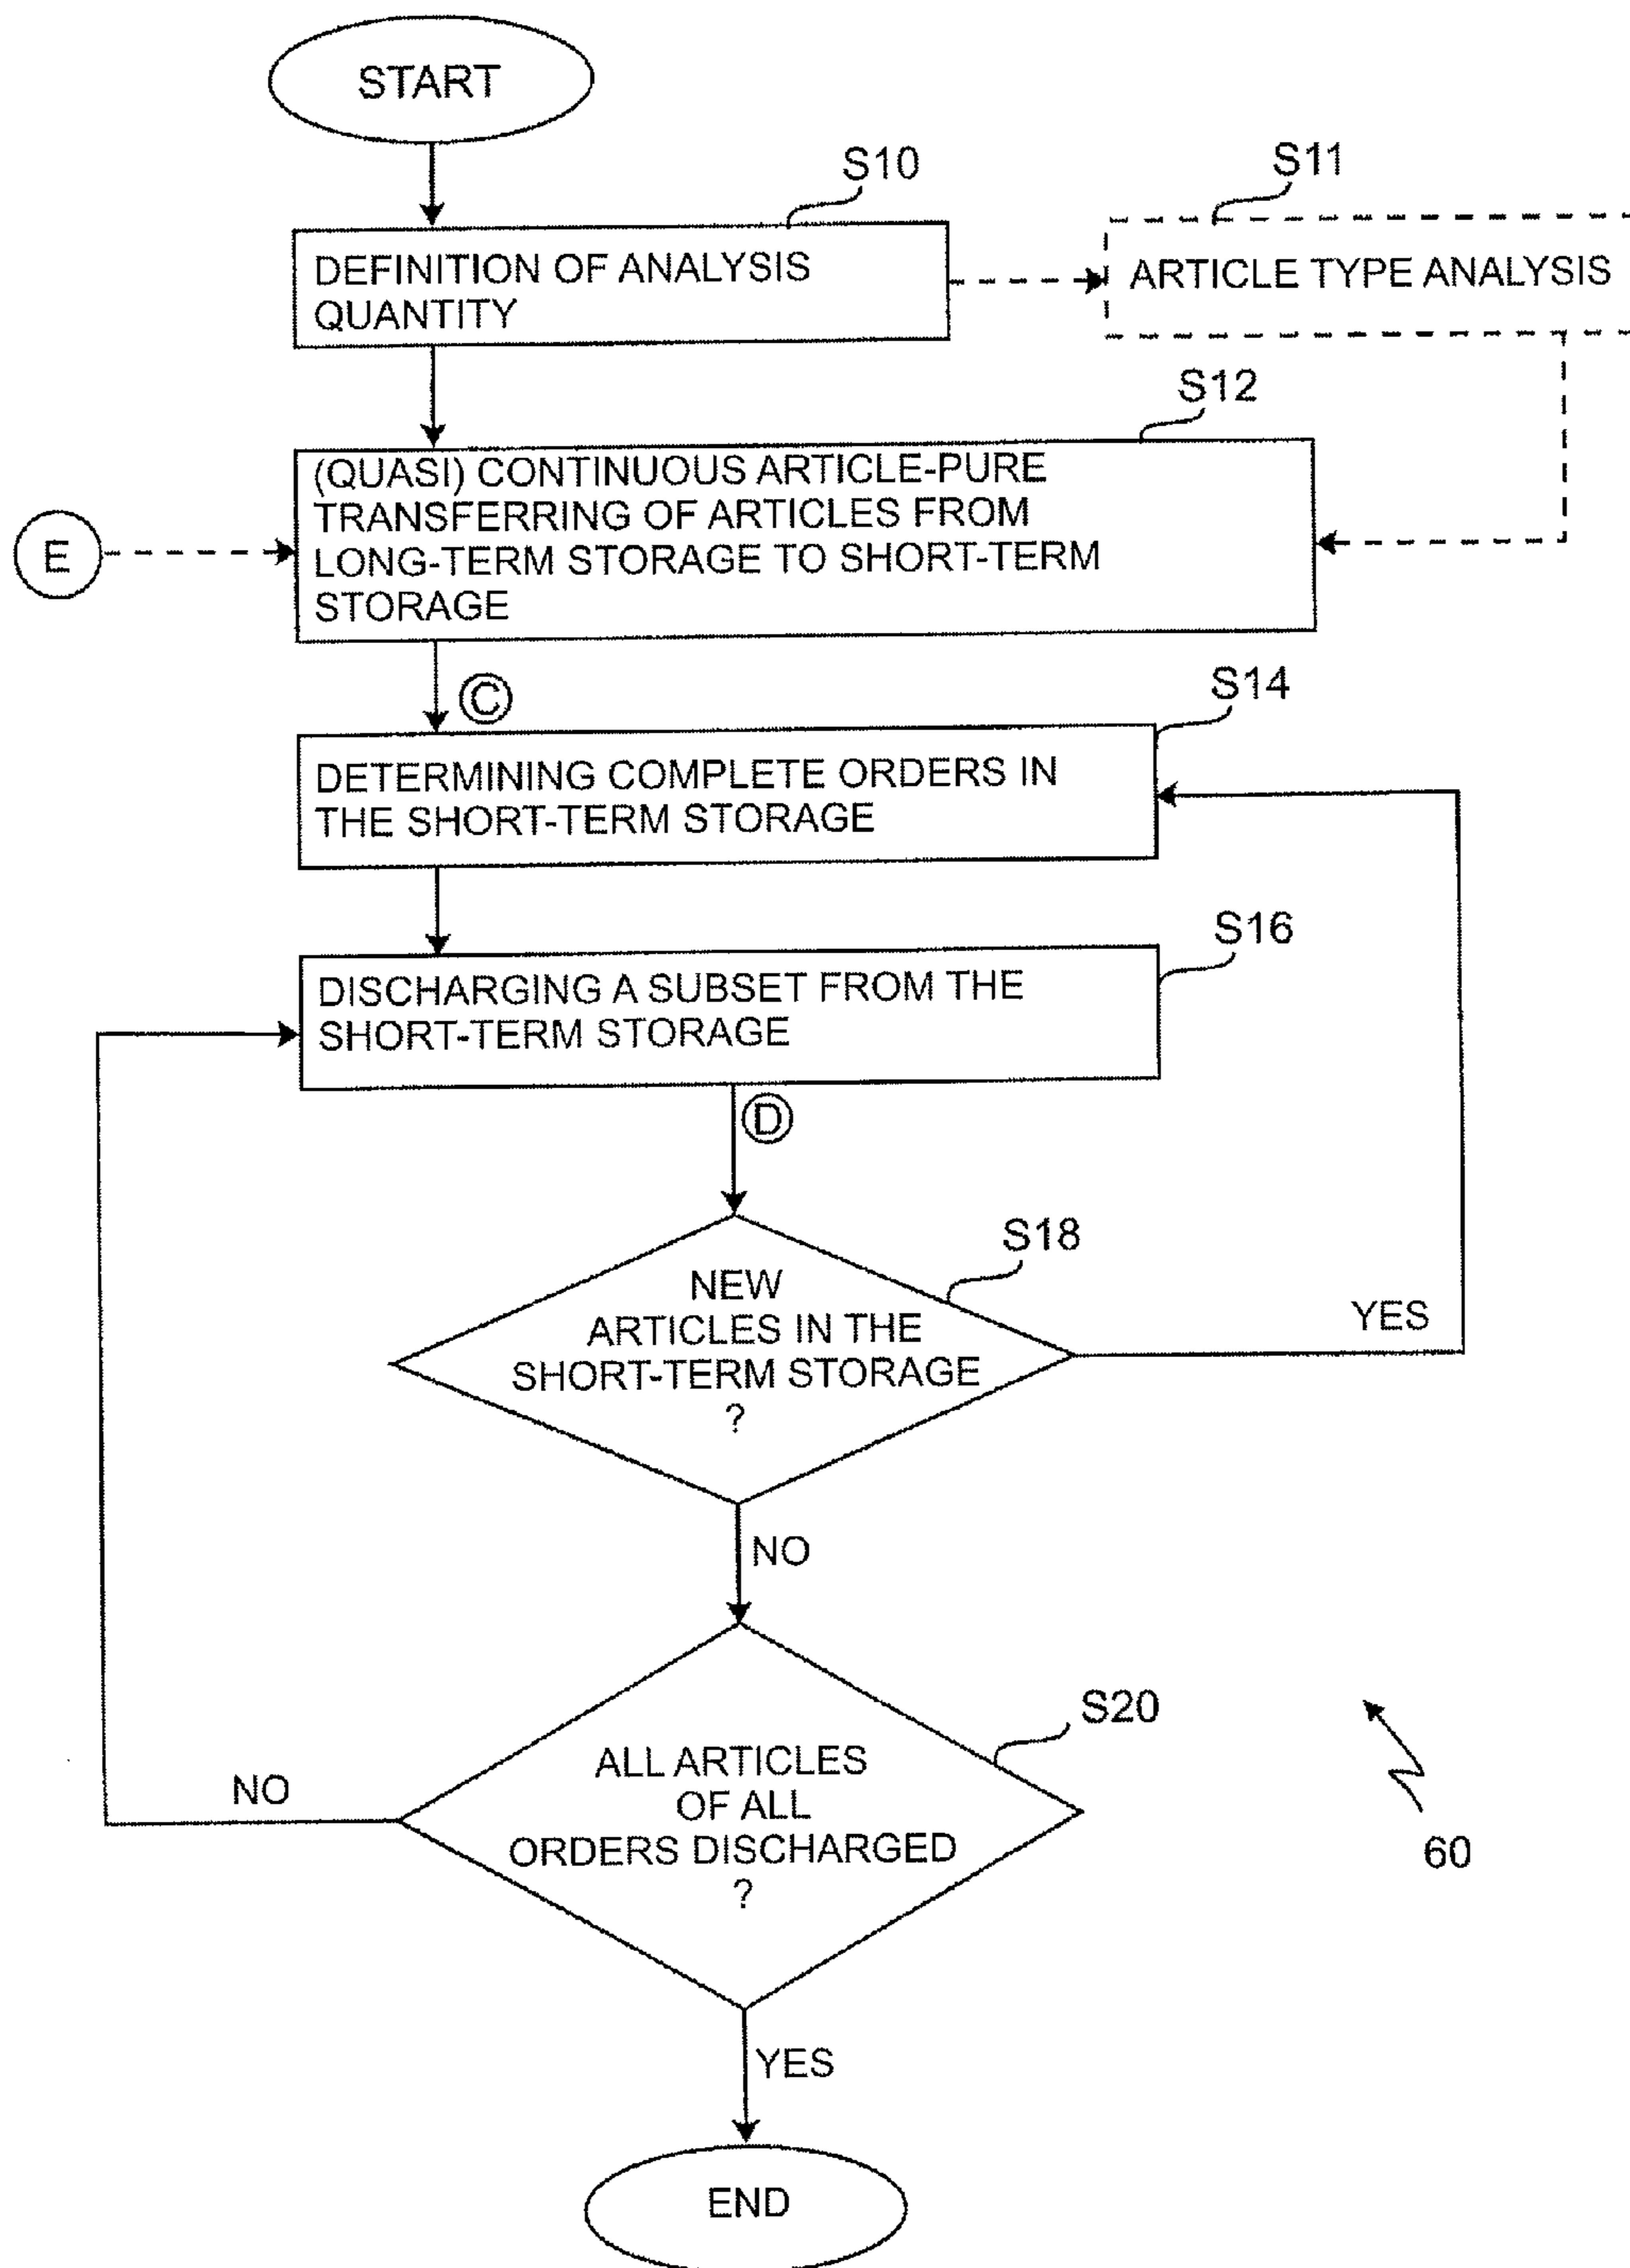 START
S10
S11
DEFINITION OF ANALYSIS
QUANTITY
ARTICLE TYPE ANALYSIS
S12
(QUASI) CONTINUOUS ARTICLE-PURE
TRANSFERRING OF ARTICLES FROM
LONG-TERM STORAGE TO SHORT-TERM
STORAGE
E
C
S14
DETERMINING COMPLETE ORDERS IN
THE SHORT-TERM STORAGE
S16
DISCHARGING A SUBSET FROM THE
SHORT-TERM STORAGE
D
S18
NEW
ARTICLES IN THE
SHORT-TERM STORAGE
?
YES
NO
S20
ALL ARTICLES
OF ALL
ORDERS DISCHARGED
?
NO
60
YES
END